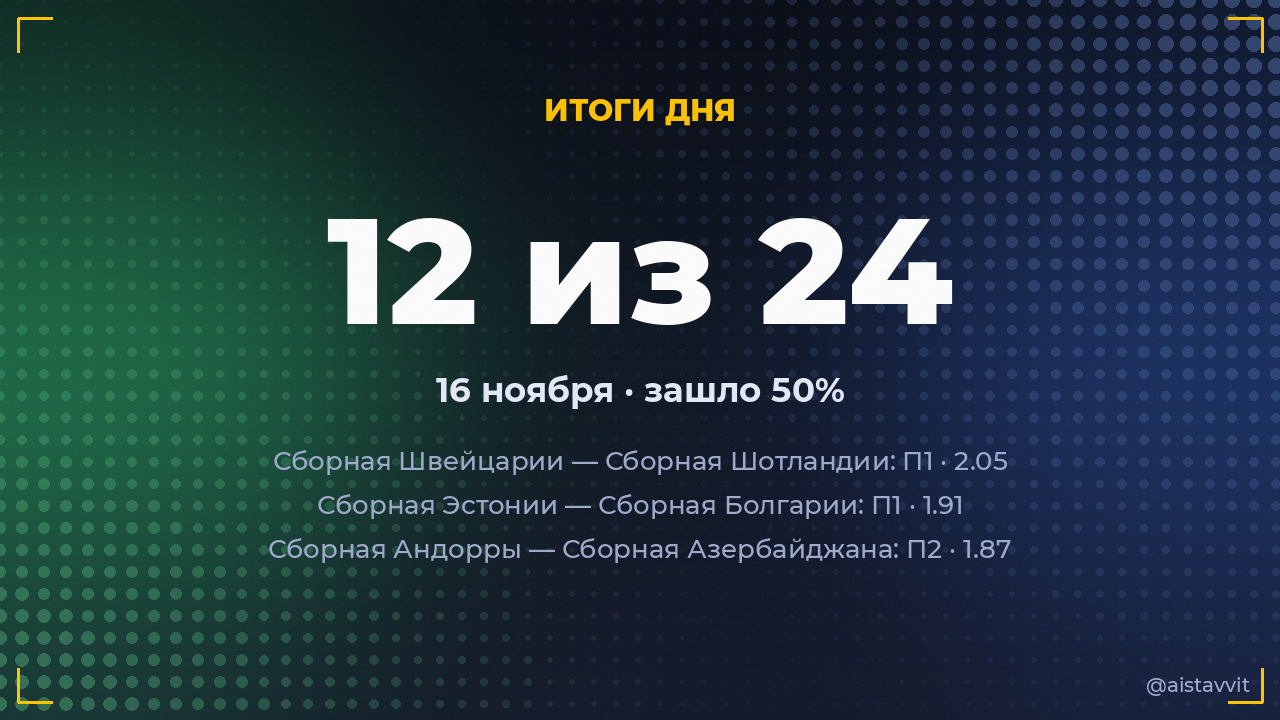 ИТОГИ ДНЯ
12 из 24
16 ноября · зашло 50%
Сборная Швейцарии — Сборная Шотландии: П1 · 2.05
Сборная Эстонии — Сборная Болгарии: П1 · 1.91
Сборная Андорры — Сборная Азербайджана: П2 · 1.87
@aistavvit